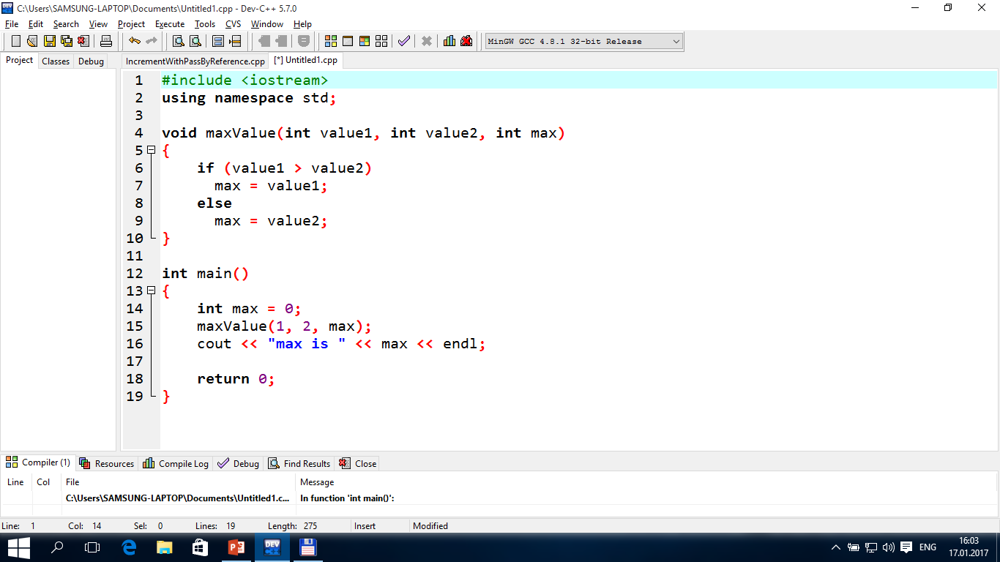 C:\Users\SAMSUNG-LAPTOP\Documents\Untitled1.cpp - Dev-C++ 5.7.0
File Edit Search View Project Execute Tools CVS Window Help
MinGW GCC 4.8.1 32-bit Release
Project Classes Debug IncrementWithPassByReference.cpp [*] Untitled1.cpp
1 #include <iostream>
2 using namespace std;
3
4 void maxValue(int value1, int value2, int max)
5 {
6     if (value1 > value2)
7       max = value1;
8     else
9       max = value2;
10 }
11
12 int main()
13 {
14     int max = 0;
15     maxValue(1, 2, max);
16     cout << "max is " << max << endl;
17
18     return 0;
19 }
Compiler (1) Resources Compile Log Debug Find Results Close
Line Col File Message
C:\Users\SAMSUNG-LAPTOP\Documents\Untitled1.c... In function 'int main()':
Line: 1 Col: 14 Sel: 0 Lines: 19 Length: 275 Insert Modified
DEV C++
ENG
16:03
17.01.2017